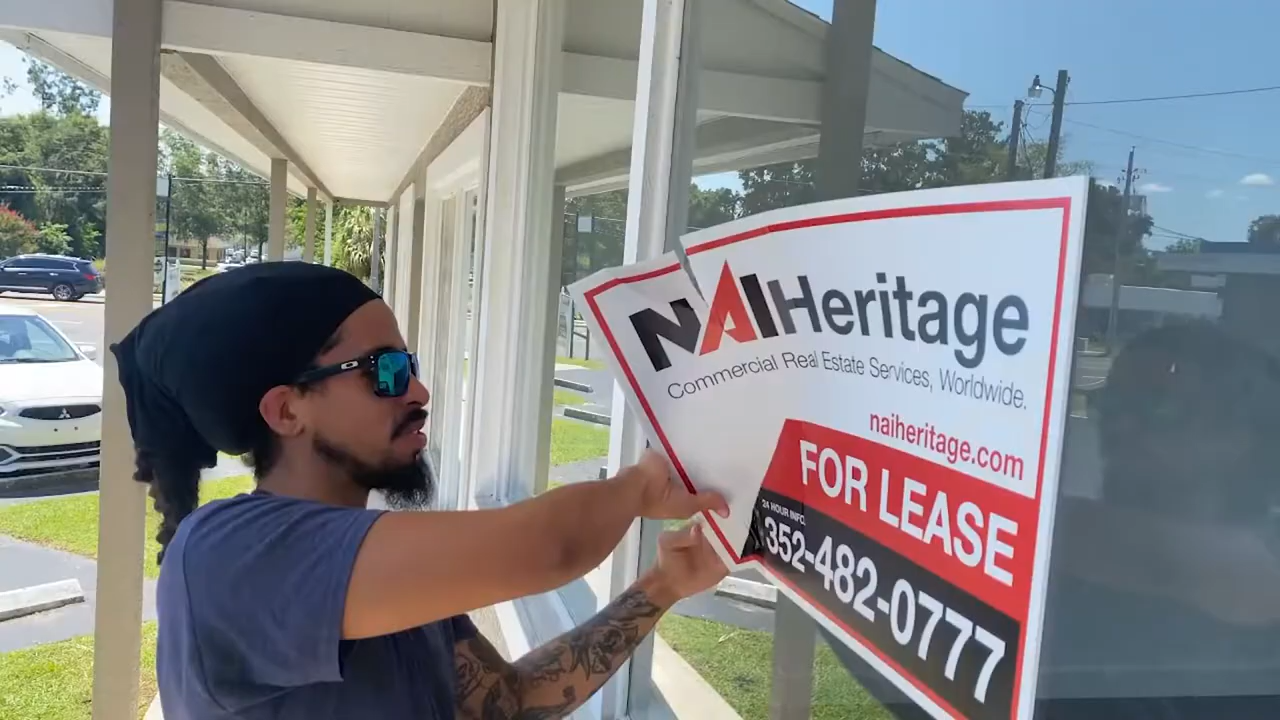 NAI Heritage
Commercial Real Estate Services, Worldwide.
naiheritage.com
FOR LEASE
24 HOUR INFO
352-482-0777